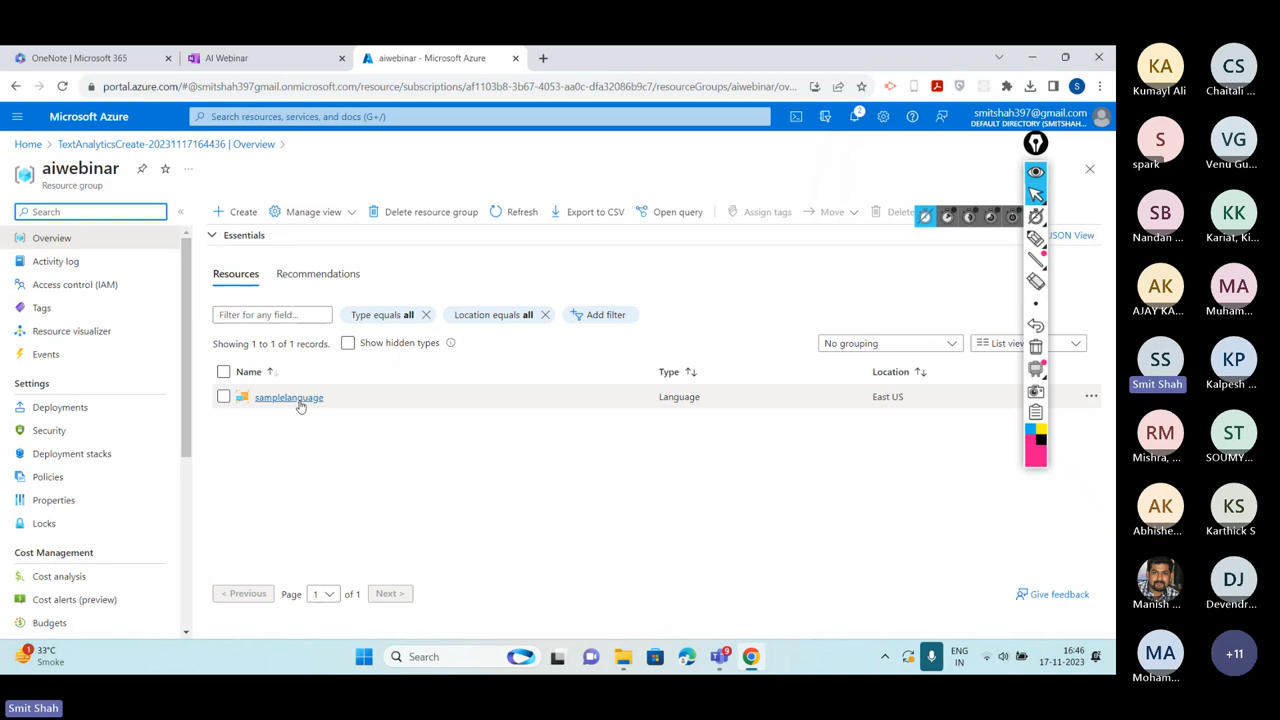 OneNote | Microsoft 365
AI Webinar
aiwebinar - Microsoft Azure
portal.azure.com/#@smitshah397gmail.onmicrosoft.com/resource/subscriptions/af1103b8-3b67-4053-aa0c-dfa32086b9c7/resourceGroups/aiwebinar/ov...
S
Microsoft Azure
Search resources, services, and docs (G+/)
2
smitshah397@gmail.com
DEFAULT DIRECTORY (SMITSHAH...
Home > TextAnalyticsCreate-20231117164436 | Overview >
aiwebinar
Resource group
Search
Create
Manage view
Delete resource group
Refresh
Export to CSV
Open query
Assign tags
Move
Delete
Essentials
JSON View
Overview
Activity log
Access control (IAM)
Tags
Resource visualizer
Events
Settings
Deployments
Security
Deployment stacks
Policies
Properties
Locks
Cost Management
Cost analysis
Cost alerts (preview)
Budgets
Resources
Recommendations
Filter for any field...
Type equals all
Location equals all
Add filter
Showing 1 to 1 of 1 records.
Show hidden types
No grouping
List view
Name
Type
Location
samplelanguage
Language
East US
< Previous
Page
1
of 1
Next >
Give feedback
1
33°C
Smoke
Search
9
ENG
IN
16:46
17-11-2023
KA
Kumayl Ali
CS
Chaitali ...
S
spark
VG
Venu Gu...
SB
Nandan ...
KK
Kariat, Ki...
AK
AJAY KA...
MA
Muham...
SS
Smit Shah
KP
Kalpesh ...
RM
Mishra, ...
ST
SOUMY...
AK
Abhishe...
KS
Karthick S
Manish ...
DJ
Devendr...
MA
Moham...
+11
Smit Shah